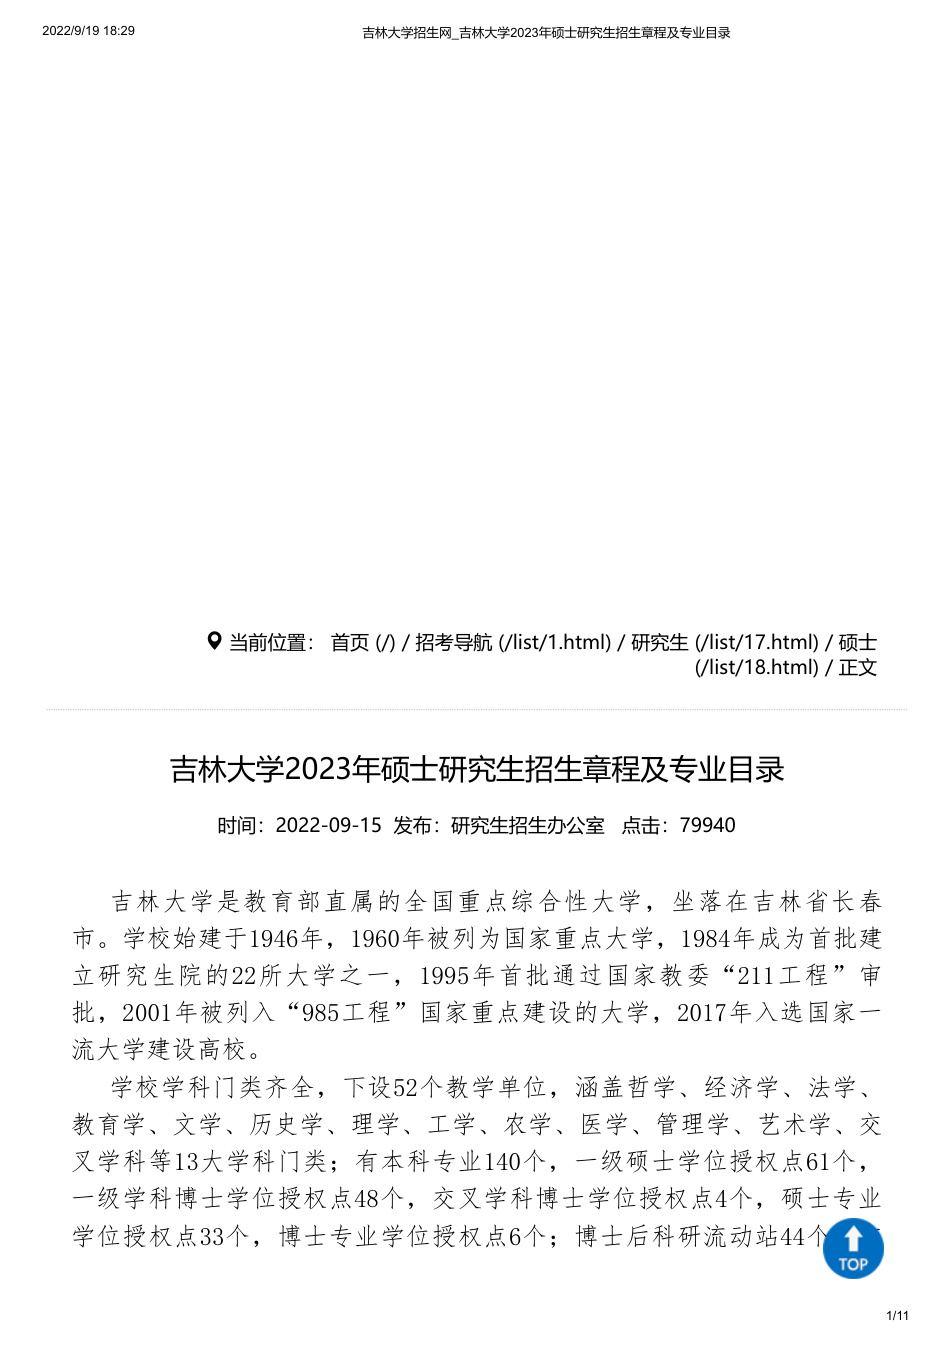 2022/9/19 18:29
吉林大学招生网_吉林大学2023年硕士研究生招生章程及专业目录
当前位置： 首页 (/) / 招考导航 (/list/1.html) / 研究生 (/list/17.html) / 硕士
(/list/18.html) / 正文
吉林大学2023年硕士研究生招生章程及专业目录
时间：2022-09-15 发布：研究生招生办公室 点击：79940
吉林大学是教育部直属的全国重点综合性大学，坐落在吉林省长春
市。学校始建于1946年，1960年被列为国家重点大学，1984年成为首批建
立研究生院的22所大学之一，1995年首批通过国家教委“211工程”审
批，2001年被列入“985工程”国家重点建设的大学，2017年入选国家一
流大学建设高校。
学校学科门类齐全，下设52个教学单位，涵盖哲学、经济学、法学、
教育学、文学、历史学、理学、工学、农学、医学、管理学、艺术学、交
叉学科等13大学科门类；有本科专业140个，一级硕士学位授权点61个，
一级学科博士学位授权点48个，交叉学科博士学位授权点4个，硕士专业
学位授权点33个，博士专业学位授权点6个；博士后科研流动站44个
TOP
1/11